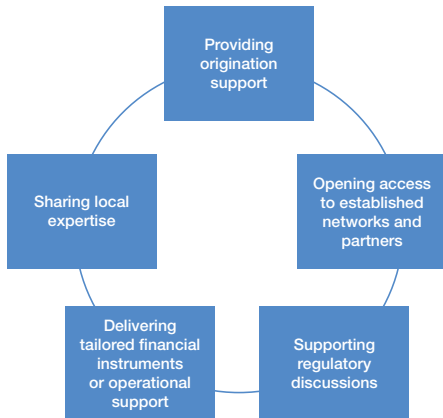 Providing
origination
support
Opening access
to established
networks and
partners
Supporting
regulatory
discussions
Delivering
tailored financial
instruments
or operational
support
Sharing local
expertise